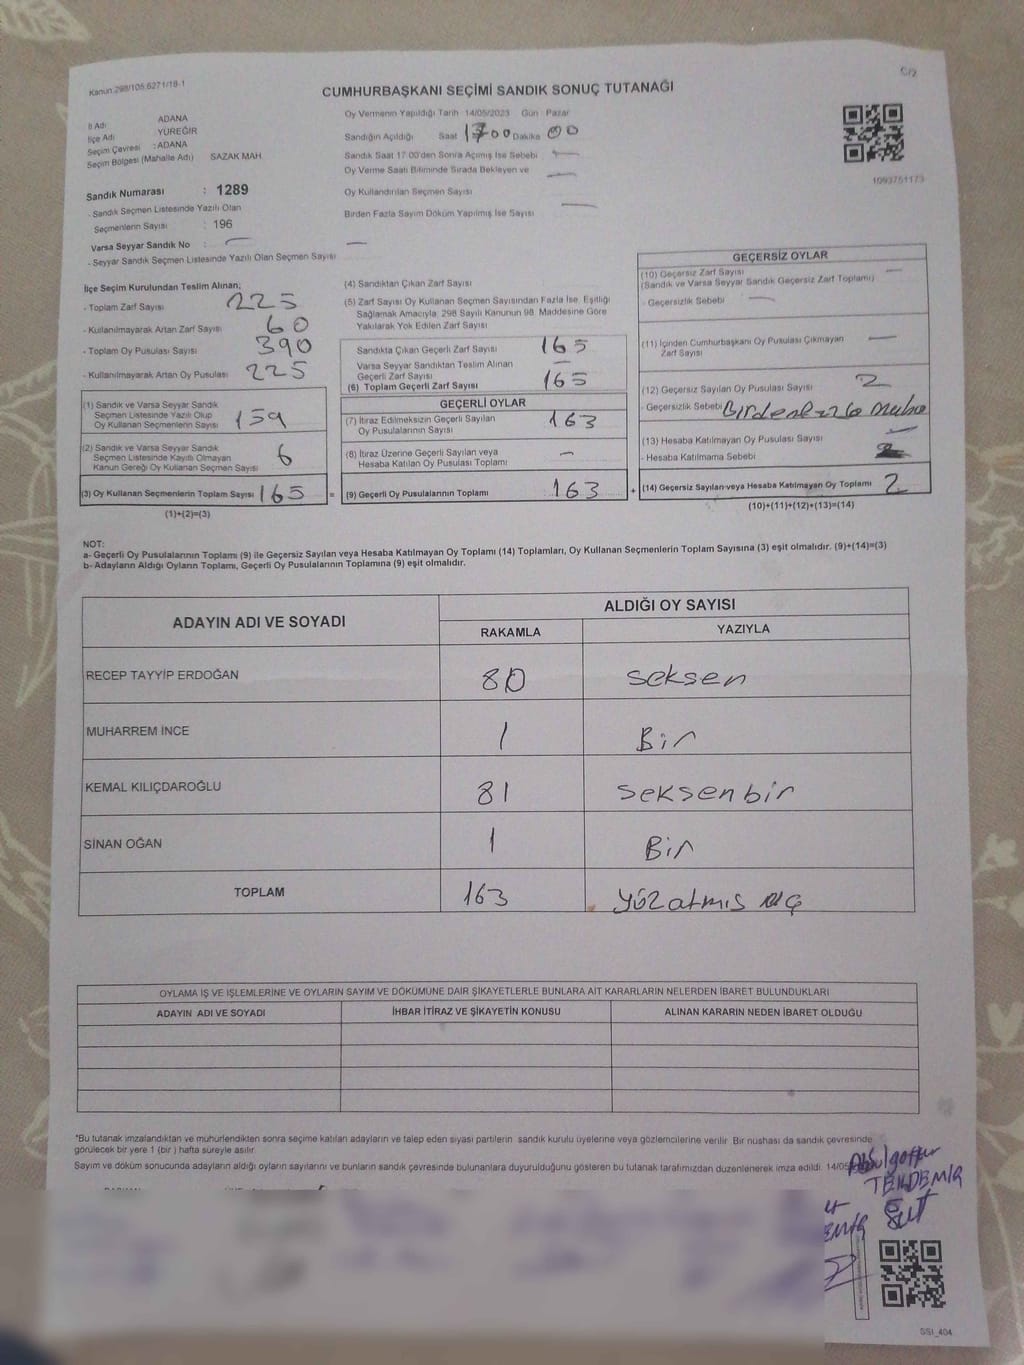 Kanun 298/105,6271/18-1
CUMHURBAŞKANI SEÇİMİ SANDIK SONUÇ TUTANAĞI
İl Adı ADANA
İlçe Adı YÜREĞİR
Seçim Çevresi : ADANA
Seçim Bölgesi (Mahalle Adı) SAZAK MAH.
Sandık Numarası : 1289
- Sandık Seçmen Listesinde Yazılı Olan
Seçmenlerin Sayısı : 196
Varsa Seyyar Sandık No :
- Seyyar Sandık Seçmen Listesinde Yazılı Olan Seçmen Sayısı
Oy Vermenin Yapıldığı Tarih 14/05/2023 Gün Pazar
Sandığın Açıldığı Saat 1700 Dakika 00
Sandık Saat 17.00'den Sonra Açılmış İse Sebebi
Oy Verme Saati Bitiminde Sırada Bekleyen ve
Oy Kullandırılan Seçmen Sayısı
Birden Fazla Sayım Döküm Yapılmış İse Sayısı
1093751173
İlçe Seçim Kurulundan Teslim Alınan;
- Toplam Zarf Sayısı 225
- Kullanılmayarak Artan Zarf Sayısı 60
- Toplam Oy Pusulası Sayısı 390
- Kullanılmayarak Artan Oy Pusulası 225
(1) Sandık ve Varsa Seyyar Sandık
Seçmen Listesinde Yazılı Olup
Oy Kullanan Seçmenlerin Sayısı 159
(2) Sandık ve Varsa Seyyar Sandık
Seçmen Listesinde Kayıtlı Olmayan
Kanun Gereği Oy Kullanan Seçmen Sayısı 6
(3) Oy Kullanan Seçmenlerin Toplam Sayısı 165 =
(1)+(2)=(3)
(4) Sandıktan Çıkan Zarf Sayısı
(5) Zarf Sayısı Oy Kullanan Seçmen Sayısından Fazla İse, Eşitliği
Sağlamak Amacıyla, 298 Sayılı Kanunun 98. Maddesine Göre
Yakılarak Yok Edilen Zarf Sayısı
Sandıkta Çıkan Geçerli Zarf Sayısı 165
Varsa Seyyar Sandıktan Teslim Alınan
Geçerli Zarf Sayısı
(6) Toplam Geçerli Zarf Sayısı 165
GEÇERLİ OYLAR
(7) İtiraz Edilmeksizin Geçerli Sayılan
Oy Pusulalarının Sayısı 163
(8) İtiraz Üzerine Geçerli Sayılan veya
Hesaba Katılan Oy Pusulası Toplamı
(9) Geçerli Oy Pusulalarının Toplamı 163 +
GEÇERSİZ OYLAR
(10) Geçersiz Zarf Sayısı
(Sandık ve Varsa Seyyar Sandık Geçersiz Zarf Toplamı)
- Geçersizlik Sebebi
(11) İçinden Cumhurbaşkanı Oy Pusulası Çıkmayan
Zarf Sayısı
(12) Geçersiz Sayılan Oy Pusulası Sayısı 2
- Geçersizlik Sebebi
(13) Hesaba Katılmayan Oy Pusulası Sayısı
- Hesaba Katılmama Sebebi
(14) Geçersiz Sayılan veya Hesaba Katılmayan Oy Toplamı 2
(10)+(11)+(12)+(13)=(14)
NOT:
a- Geçerli Oy Pusulalarının Toplamı (9) ile Geçersiz Sayılan veya Hesaba Katılmayan Oy Toplamı (14) Toplamları, Oy Kullanan Seçmenlerin Toplam Sayısına (3) eşit olmalıdır. (9)+(14)=(3)
b- Adayların Aldığı Oyların Toplamı, Geçerli Oy Pusulalarının Toplamına (9) eşit olmalıdır.
ADAYIN ADI VE SOYADI
ALDIĞI OY SAYISI
RAKAMLA YAZIYLA
RECEP TAYYİP ERDOĞAN 80 seksen
MUHARREM İNCE 1 Bir
KEMAL KILIÇDAROĞLU 81 seksenbir
SİNAN OĞAN 1 Bir
TOPLAM 163 yüzatmıs üç
OYLAMA İŞ VE İŞLEMLERİNE VE OYLARIN SAYIM VE DÖKÜMÜNE DAİR ŞİKAYETLERLE BUNLARA AİT KARARLARIN NELERDEN İBARET BULUNDUKLARI
ADAYIN ADI VE SOYADI İHBAR İTİRAZ VE ŞİKAYETİN KONUSU ALINAN KARARIN NEDEN İBARET OLDUĞU
*Bu tutanak imzalandıktan ve mühürlendikten sonra seçime katılan adayların ve talep eden siyasi partilerin sandık kurulu üyelerine veya gözlemcilerine verilir. Bir nüshası da sandık çevresinde
görülecek bir yere 1 (bir) hafta süreyle asılır.
Sayım ve döküm sonucunda adayların aldığı oyların sayılarını ve bunların sandık çevresinde bulunanlara duyurulduğunu gösteren bu tutanak tarafımızdan düzenlenerek imza edildi. 14/05
TEKDEMİR
SSİ_404